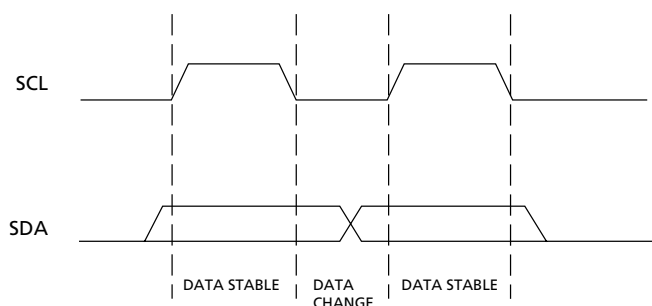 SCL
SDA
DATA STABLE
DATA
CHANGE
DATA STABLE